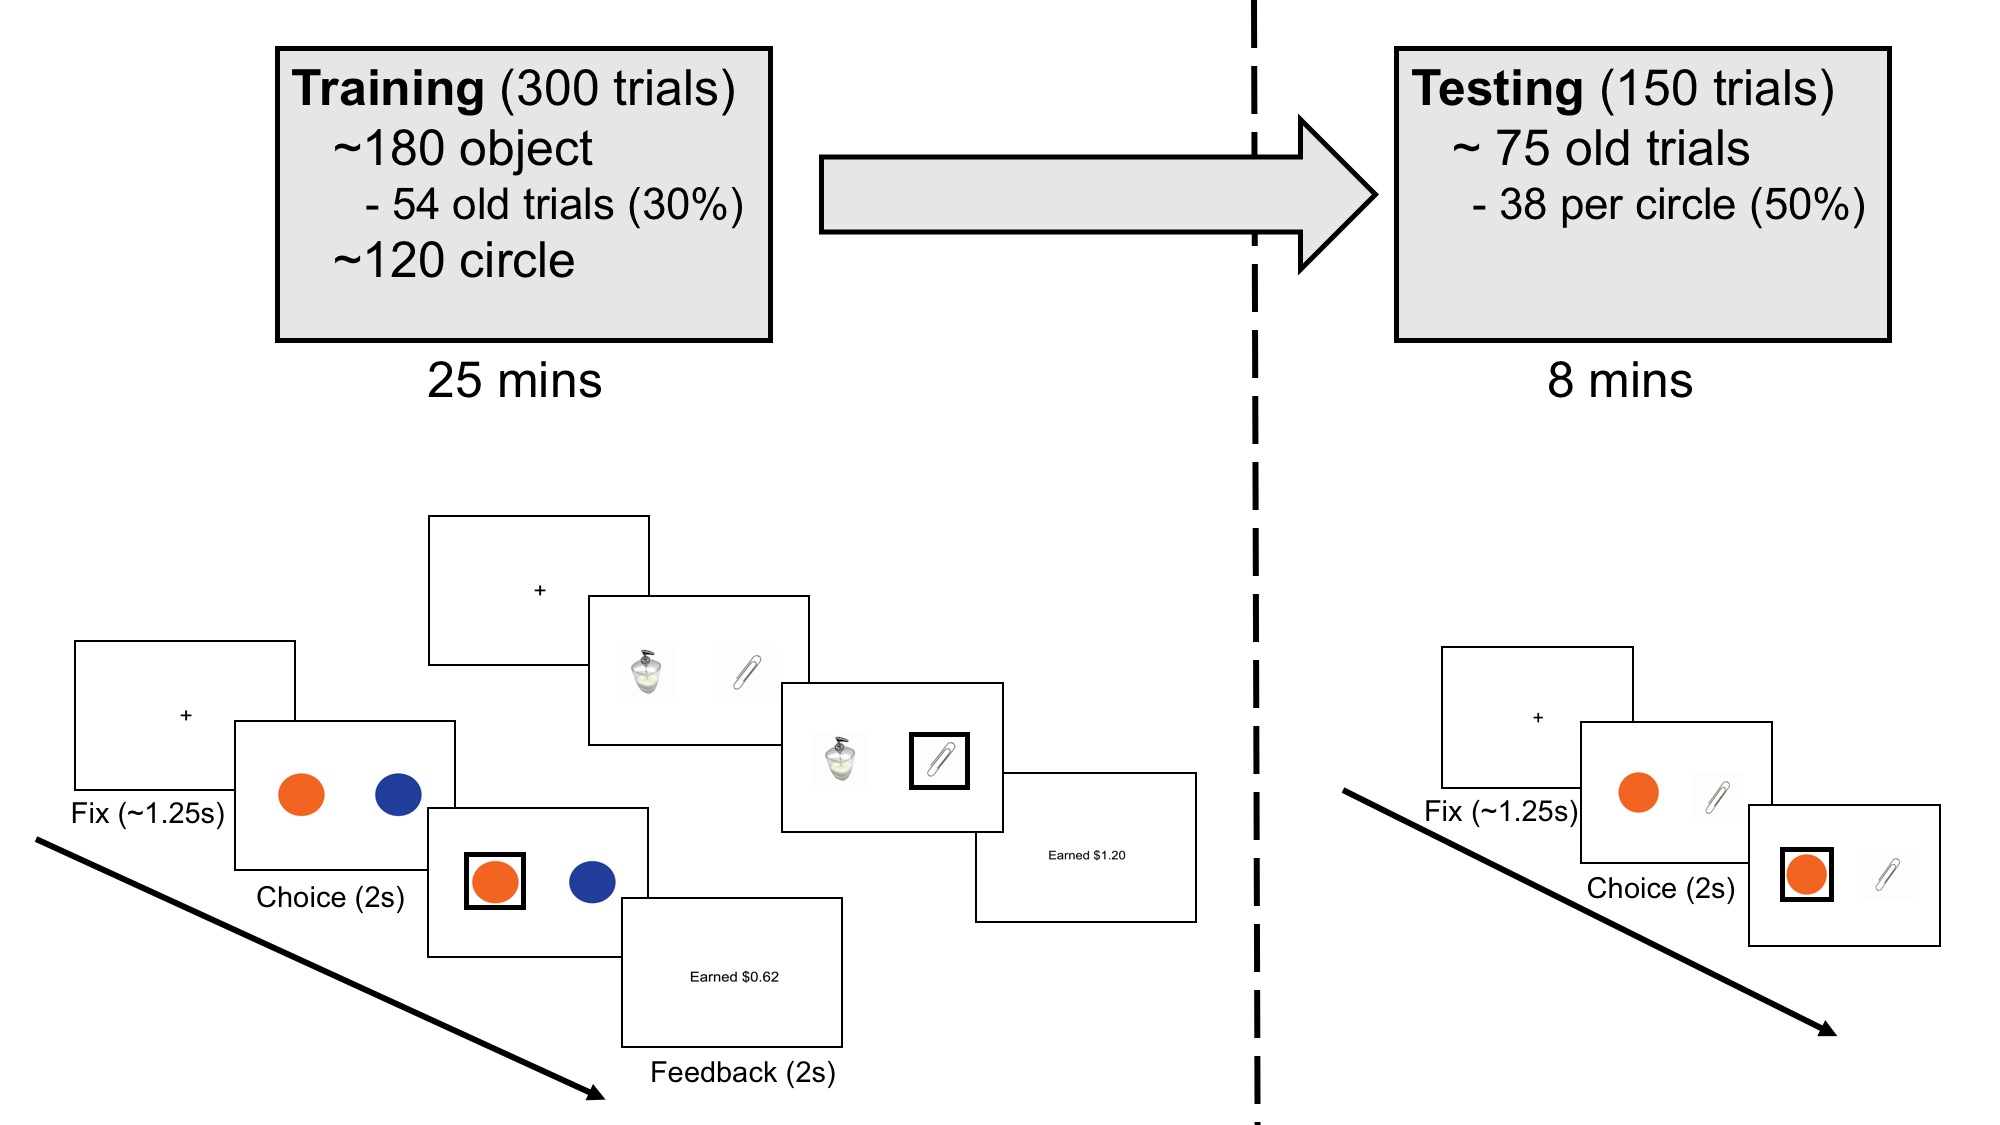 Training (300 trials)
~180 object
- 54 old trials (30%)
~120 circle
25 mins
Testing (150 trials)
~ 75 old trials
- 38 per circle (50%)
8 mins
+
+
Fix (~1.25s)
Choice (2s)
Earned $1.20
Earned $0.62
Feedback (2s)
+
Fix (~1.25s)
Choice (2s)